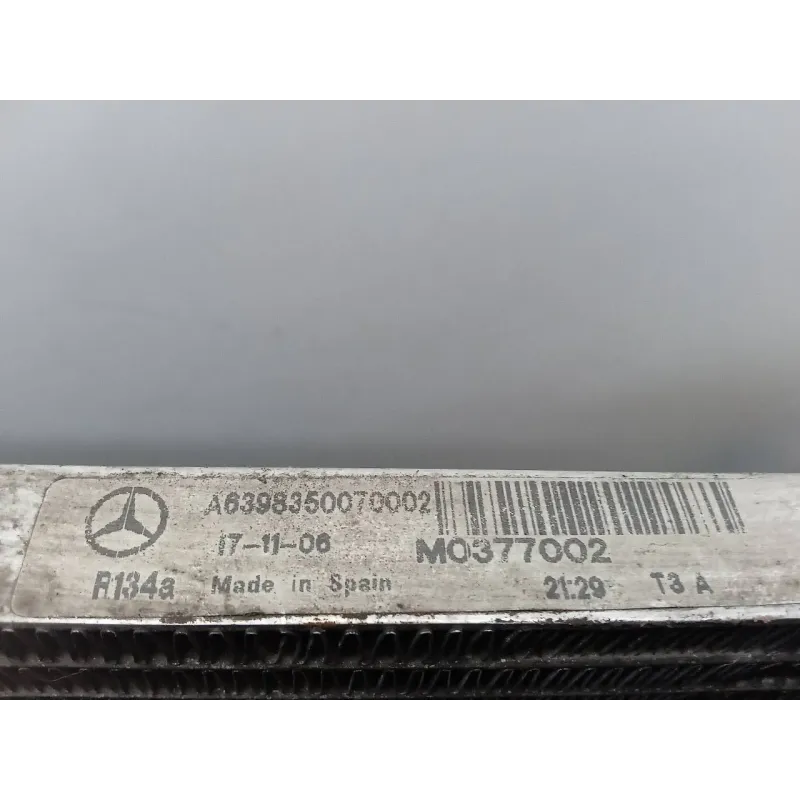 A6398350070002
17-11-06
M0377002
R134a Made in Spain 21:29 T3 A